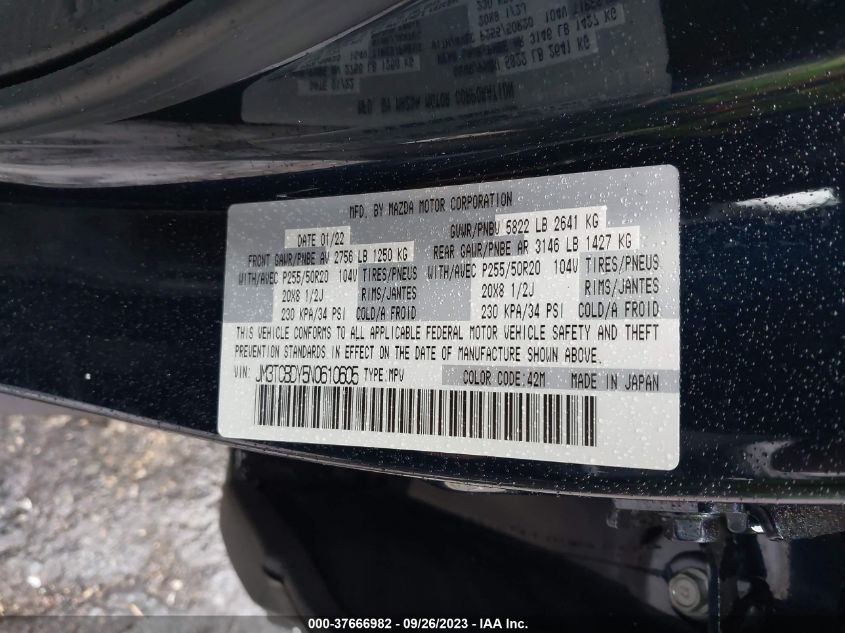 MFD. BY MAZDA MOTOR CORPORATION
DATE 01/22 GVWR/PNBV 5822 LB 2641 KG
FRONT GAWR/PNBE AV 2756 LB 1250 KG REAR GAWR/PNBE AR 3146 LB 1427 KG
WITH/AVEC P255/50R20 104V TIRES/PNEUS WITH/AVEC P255/50R20 104V TIRES/PNEUS
20X8 1/2J RIMS/JANTES 20X8 1/2J RIMS/JANTES
230 KPA/34 PSI COLD/A FROID 230 KPA/34 PSI COLD/A FROID
THIS VEHICLE CONFORMS TO ALL APPLICABLE FEDERAL MOTOR VEHICLE SAFETY AND THEFT
PREVENTION STANDARDS IN EFFECT ON THE DATE OF MANUFACTURE SHOWN ABOVE.
VIN: JM3TCBDY5N0610605 TYPE:MPV COLOR CODE:42M MADE IN JAPAN
000-37666982 - 09/26/2023 - IAA Inc.